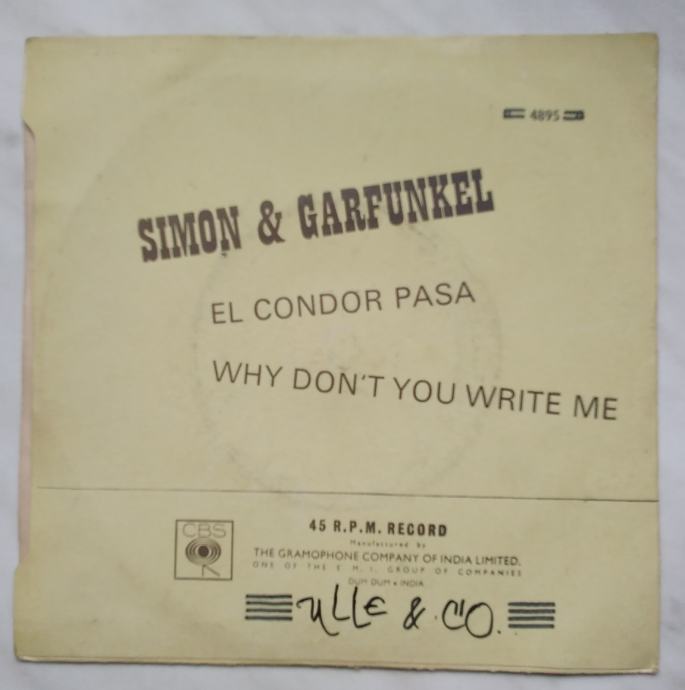 4895
SIMON & GARFUNKEL
EL CONDOR PASA
WHY DON'T YOU WRITE ME
CBS
45 R.P.M. RECORD
Manufactured by
THE GRAMOPHONE COMPANY OF INDIA LIMITED.
ONE OF THE E. M. I. GROUP OF COMPANIES
DUM DUM • INDIA
ULLE & CO.